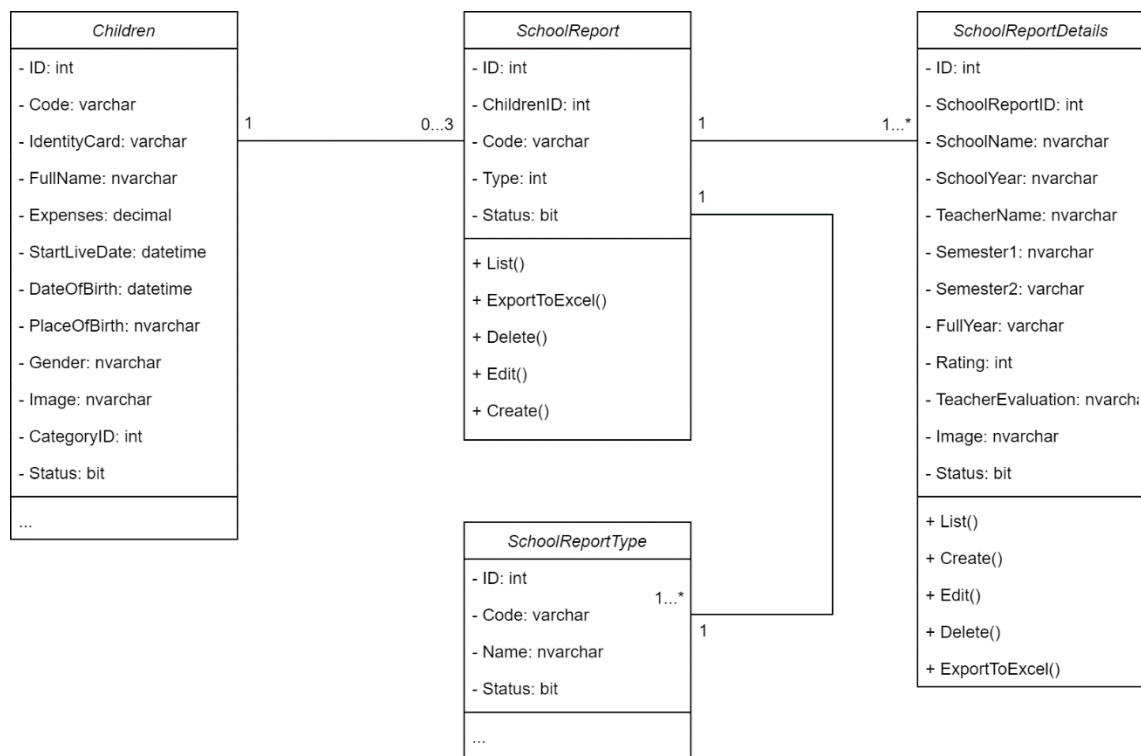 Children
- ID: int
- Code: varchar
- IdentityCard: varchar
- FullName: nvarchar
- Expenses: decimal
- StartLiveDate: datetime
- DateOfBirth: datetime
- PlaceOfBirth: nvarchar
- Gender: nvarchar
- Image: nvarchar
- CategoryID: int
- Status: bit
...
1
0...3
SchoolReport
- ID: int
- ChildrenID: int
- Code: varchar
- Type: int
- Status: bit
+ List()
+ ExportToExcel()
+ Delete()
+ Edit()
+ Create()
1
1...*
1
SchoolReportDetails
- ID: int
- SchoolReportID: int
- SchoolName: nvarchar
- SchoolYear: nvarchar
- TeacherName: nvarchar
- Semester1: nvarchar
- Semester2: varchar
- FullYear: varchar
- Rating: int
- TeacherEvaluation: nvarcha
- Image: nvarchar
- Status: bit
+ List()
+ Create()
+ Edit()
+ Delete()
+ ExportToExcel()
SchoolReportType
- ID: int
- Code: varchar
- Name: nvarchar
- Status: bit
...
1...*
1